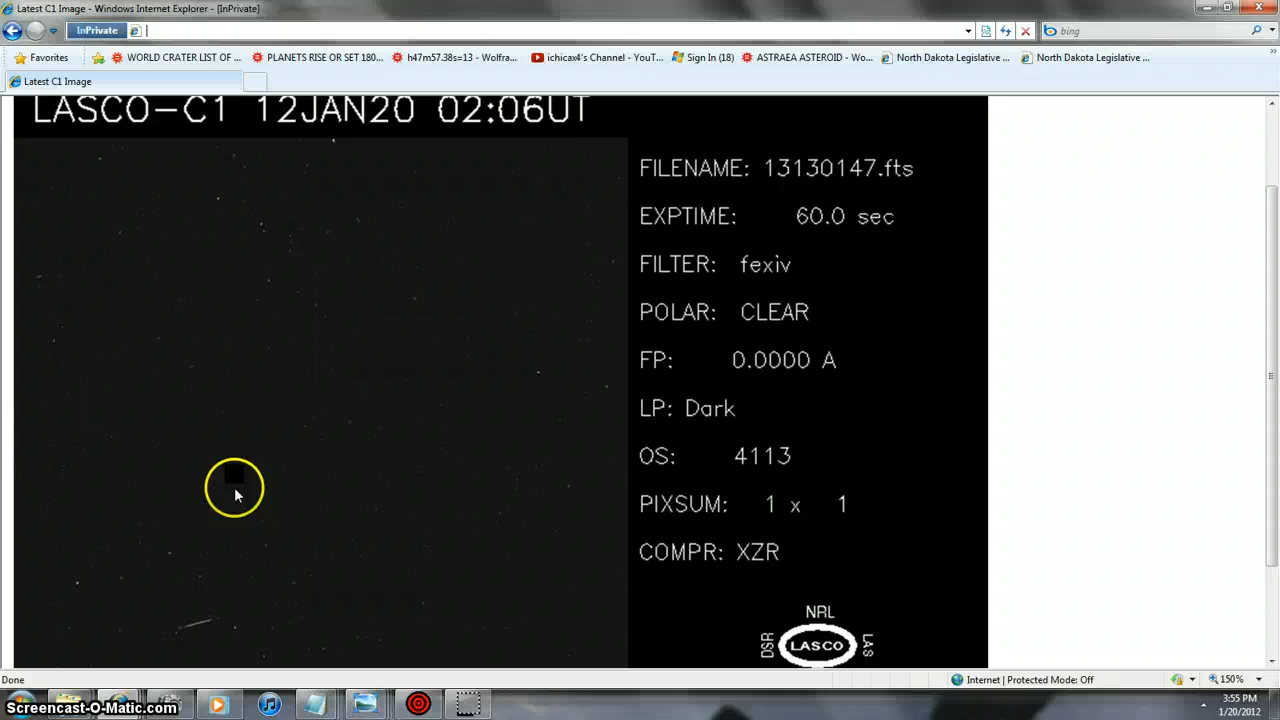 Latest C1 Image - Windows Internet Explorer - [InPrivate]
InPrivate
bing
Favorites
WORLD CRATER LIST OF ...
PLANETS RISE OR SET 180...
h47m57.38s=13 - Wolfra...
ichicax4's Channel - YouT...
Sign In (18)
ASTRAEA ASTEROID - Wo...
North Dakota Legislative ...
North Dakota Legislative ...
Latest C1 Image
LASCO-C1 12JAN20 02:06UT
FILENAME: 13130147.fts
EXPTIME: 60.0 sec
FILTER: fexiv
POLAR: CLEAR
FP: 0.0000 A
LP: Dark
OS: 4113
PIXSUM: 1 x 1
COMPR: XZR
NRL
DSR
LASCO
LAS
Done
Internet | Protected Mode: Off
150%
Screencast-O-Matic.com
3:55 PM
1/20/2012